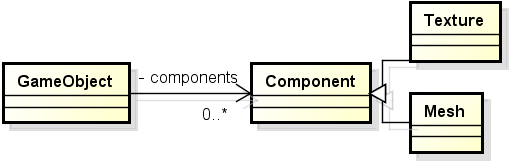 Texture
- components
GameObject
Component
0..*
Mesh